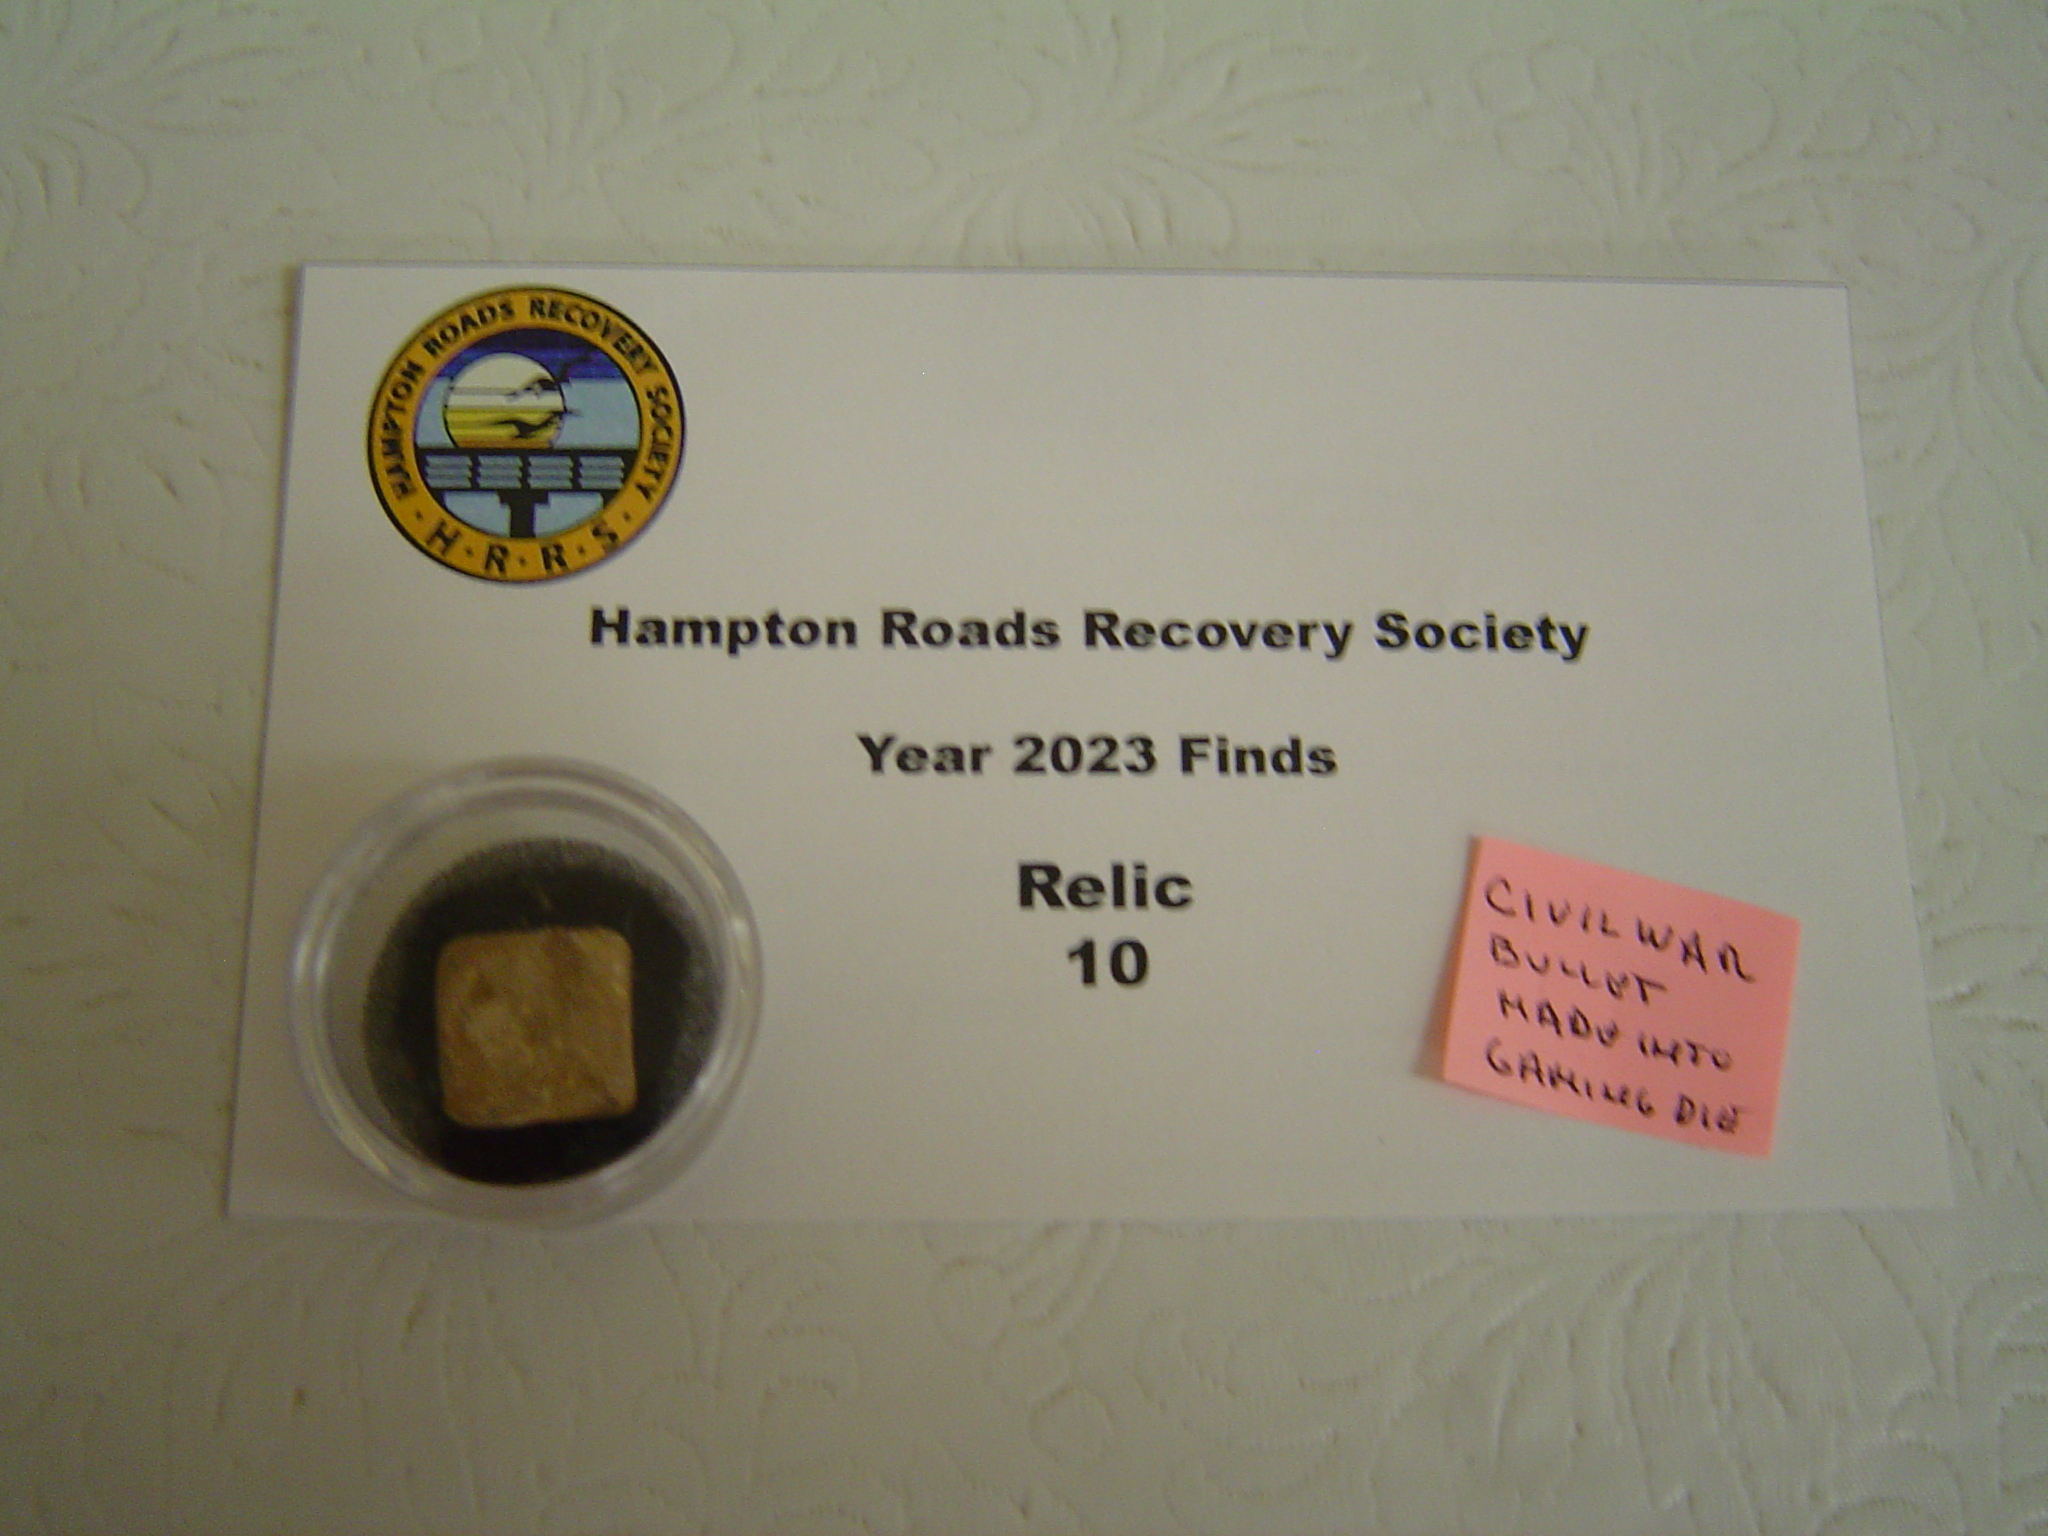 HAMPTON ROADS RECOVERY SOCIETY
· H · R · R · S ·
Hampton Roads Recovery Society
Year 2023 Finds
Relic
10
CIVIL WAR
BULLET
MADE INTO
GAMING DIE